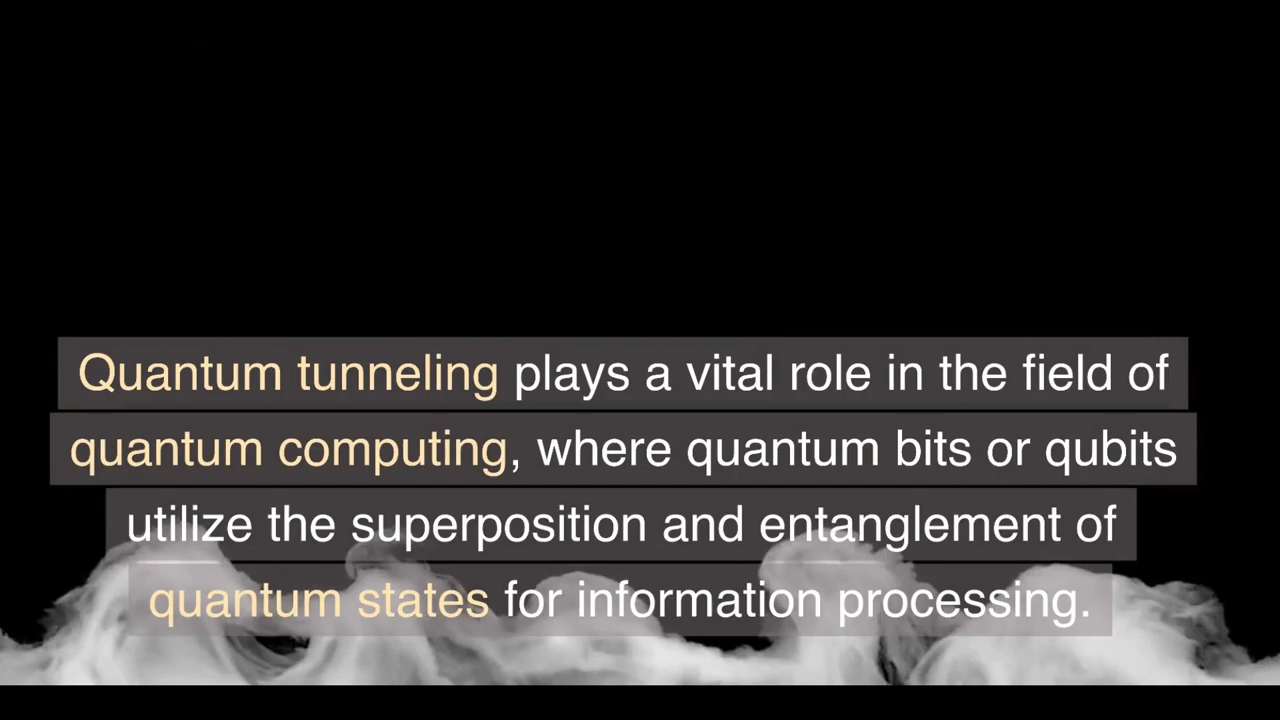 Quantum tunneling plays a vital role in the field of
quantum computing, where quantum bits or qubits
utilize the superposition and entanglement of
quantum states for information processing.